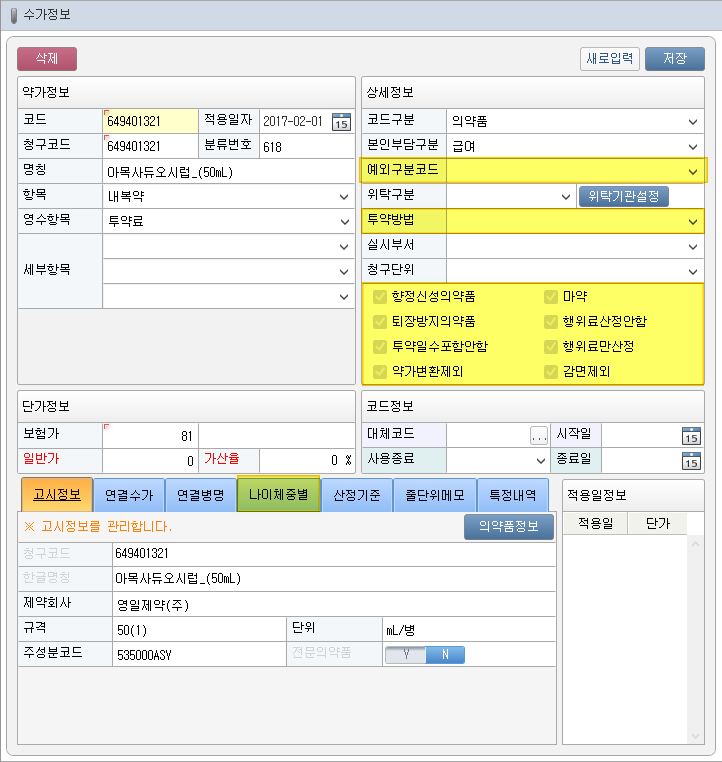 수가정보
삭제 새로입력 저장
약가정보
코드 649401321 적용일자 2017-02-01 15
청구코드 649401321 분류번호 618
명칭 아목사듀오시럽_(50mL)
항목 내복약
영수항목 투약료
세부항목
상세정보
코드구분 의약품
본인부담구분 급여
예외구분코드
위탁구분 위탁기관설정
투약방법
실시부서
청구단위
향정신성의약품 마약
퇴장방지의약품 행위료산정안함
투약일수포함안함 행위료만산정
약가변환제외 감면제외
단가정보
보험가 81
일반가 0 가산율 0 %
코드정보
대체코드 ... 시작일 15
사용종료 종료일 15
고시정보 연결수가 연결병명 나이체중별 산정기준 줄단위메모 특정내역
※ 고시정보를 관리합니다. 의약품정보
청구코드 649401321
한글명칭 아목사듀오시럽_(50mL)
제약회사 영일제약(주)
규격 50(1) 단위 mL/병
주성분코드 535000ASY 전문의약품 Y N
적용일정보
적용일 단가